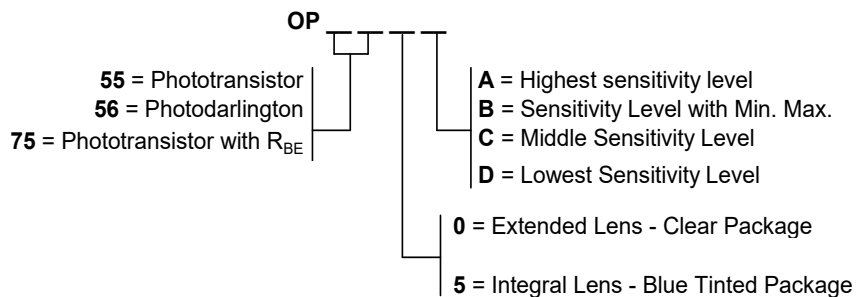 OP
55 = Phototransistor
56 = Photodarlington
75 = Phototransistor with RBE
A = Highest sensitivity level
B = Sensitivity Level with Min. Max.
C = Middle Sensitivity Level
D = Lowest Sensitivity Level
0 = Extended Lens - Clear Package
5 = Integral Lens - Blue Tinted Package